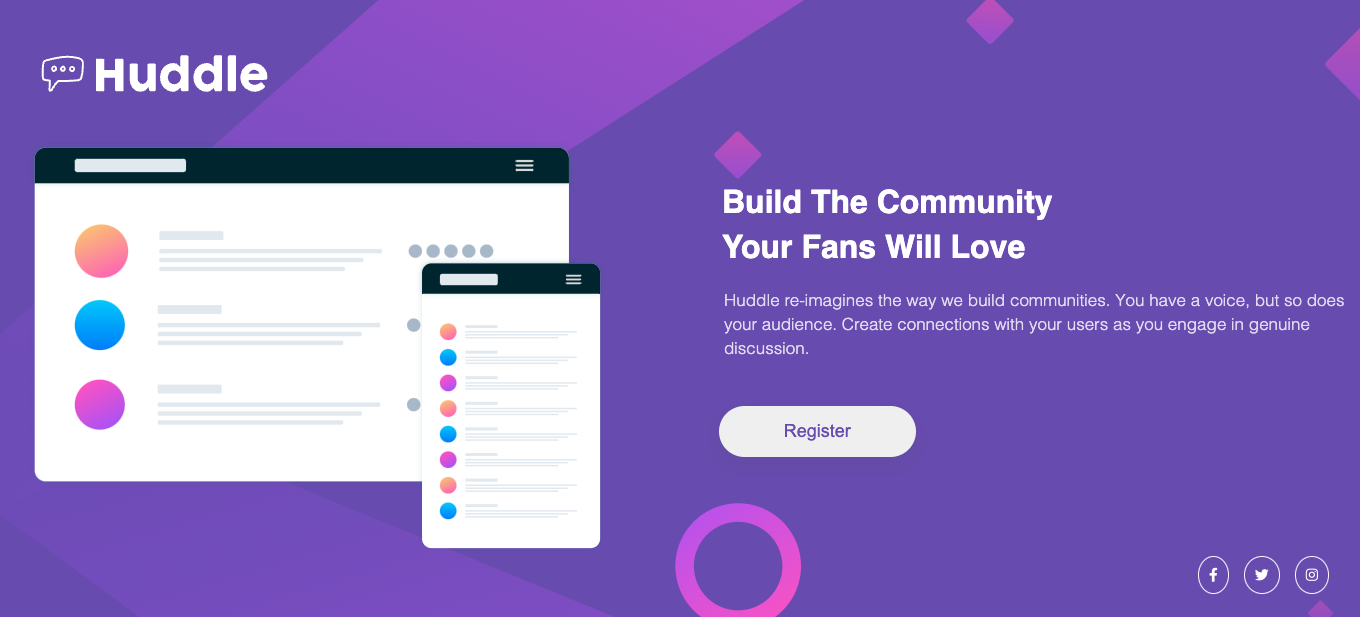 Huddle
Build The Community
Your Fans Will Love
Huddle re-imagines the way we build communities. You have a voice, but so does
your audience. Create connections with your users as you engage in genuine
discussion.
Register